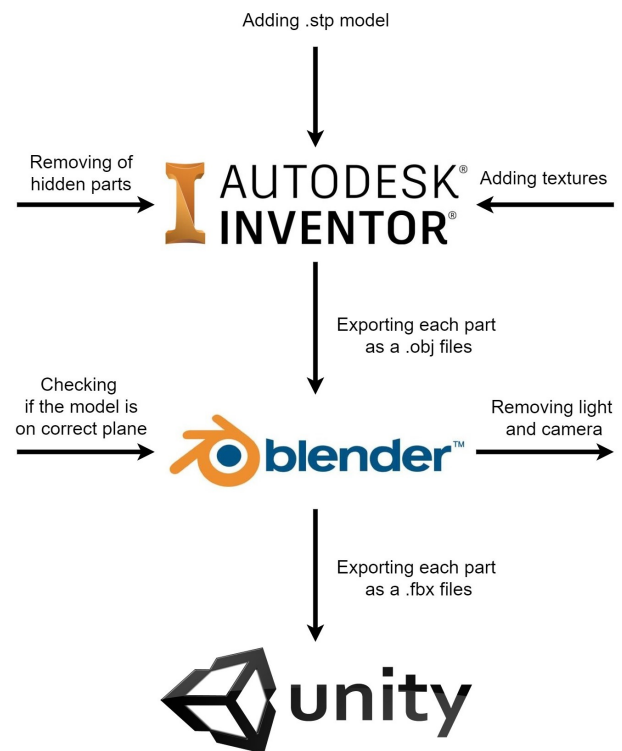 Adding .stp model
Removing of
hidden parts
AUTODESK®
INVENTOR®
Adding textures
Exporting each part
as a .obj files
Checking
if the model is
on correct plane
blender™
Removing light
and camera
Exporting each part
as a .fbx files
unity